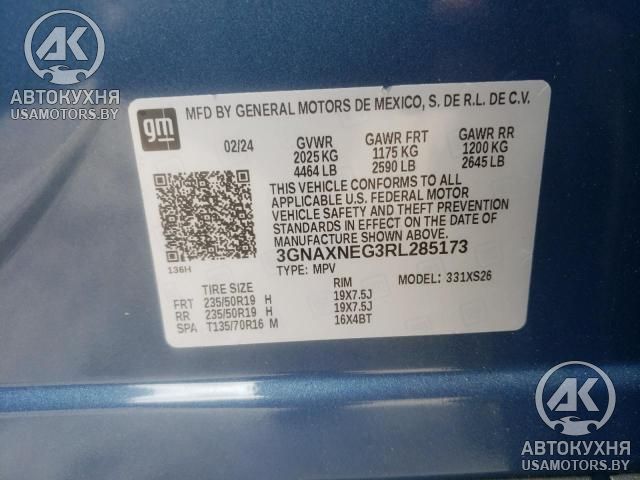 AK
АВТОКУХНЯ
USAMOTORS.BY
gm
MFD BY GENERAL MOTORS DE MEXICO, S. DE R.L. DE C.V.
02/24 GVWR GAWR FRT GAWR RR
2025 KG 1175 KG 1200 KG
4464 LB 2590 LB 2645 LB
THIS VEHICLE CONFORMS TO ALL
APPLICABLE U.S. FEDERAL MOTOR
VEHICLE SAFETY AND THEFT PREVENTION
STANDARDS IN EFFECT ON THE DATE OF
MANUFACTURE SHOWN ABOVE.
3GNAXNEG3RL285173
136H TYPE: MPV MODEL: 331XS26
TIRE SIZE RIM
FRT 235/50R19 H 19X7.5J
RR 235/50R19 H 19X7.5J
SPA T135/70R16 M 16X4BT
AK
АВТОКУХНЯ
USAMOTORS.BY